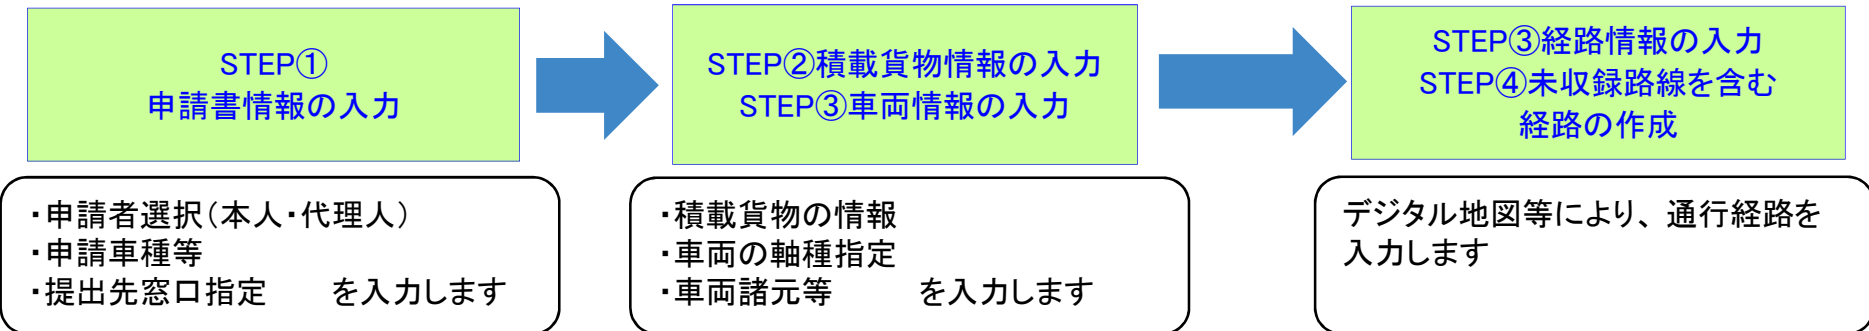 STEP①
申請書情報の入力
STEP②積載貨物情報の入力
STEP③車両情報の入力
STEP③経路情報の入力
STEP④未収録路線を含む
経路の作成
・申請者選択(本人・代理人)
・申請車種等
・提出先窓口指定　　を入力します
・積載貨物の情報
・車両の軸種指定
・車両諸元等　　　を入力します
デジタル地図等により、通行経路を
入力します